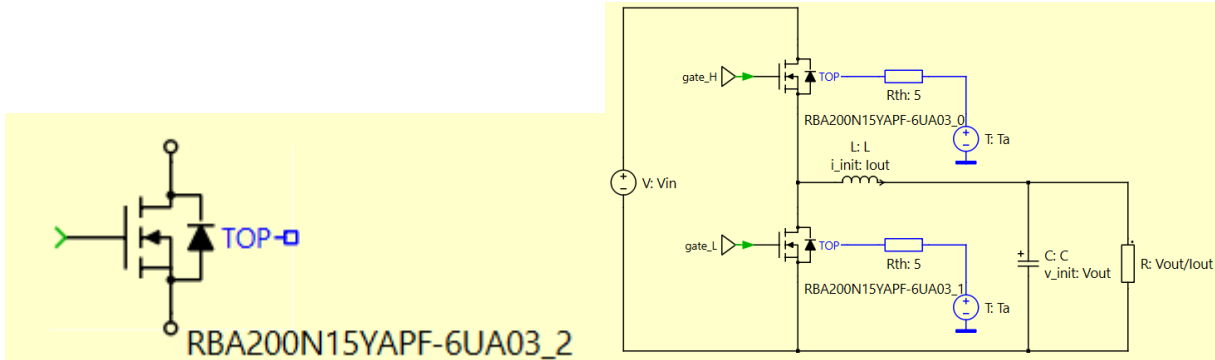 TOP
RBA200N15YAPF-6UA03_2
gate_H
TOP
Rth: 5
RBA200N15YAPF-6UA03_0
T: Ta
L: L
i_init: Iout
V: Vin
gate_L
TOP
Rth: 5
RBA200N15YAPF-6UA03_1
T: Ta
C: C
v_init: Vout
R: Vout/Iout